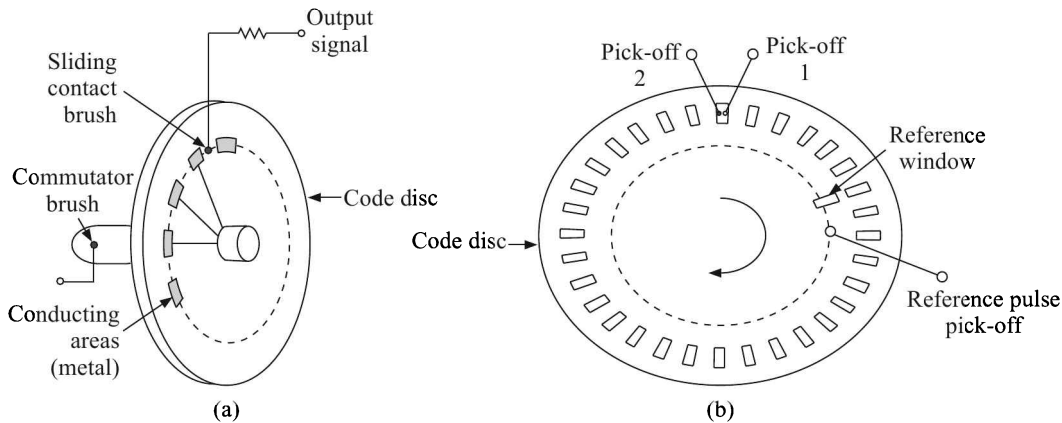 Output
signal
Sliding
contact
brush
Commutator
brush
Code disc
Conducting
areas
(metal)
(a)
Pick-off
2
Pick-off
1
Reference
window
Code disc
Reference pulse
pick-off
(b)